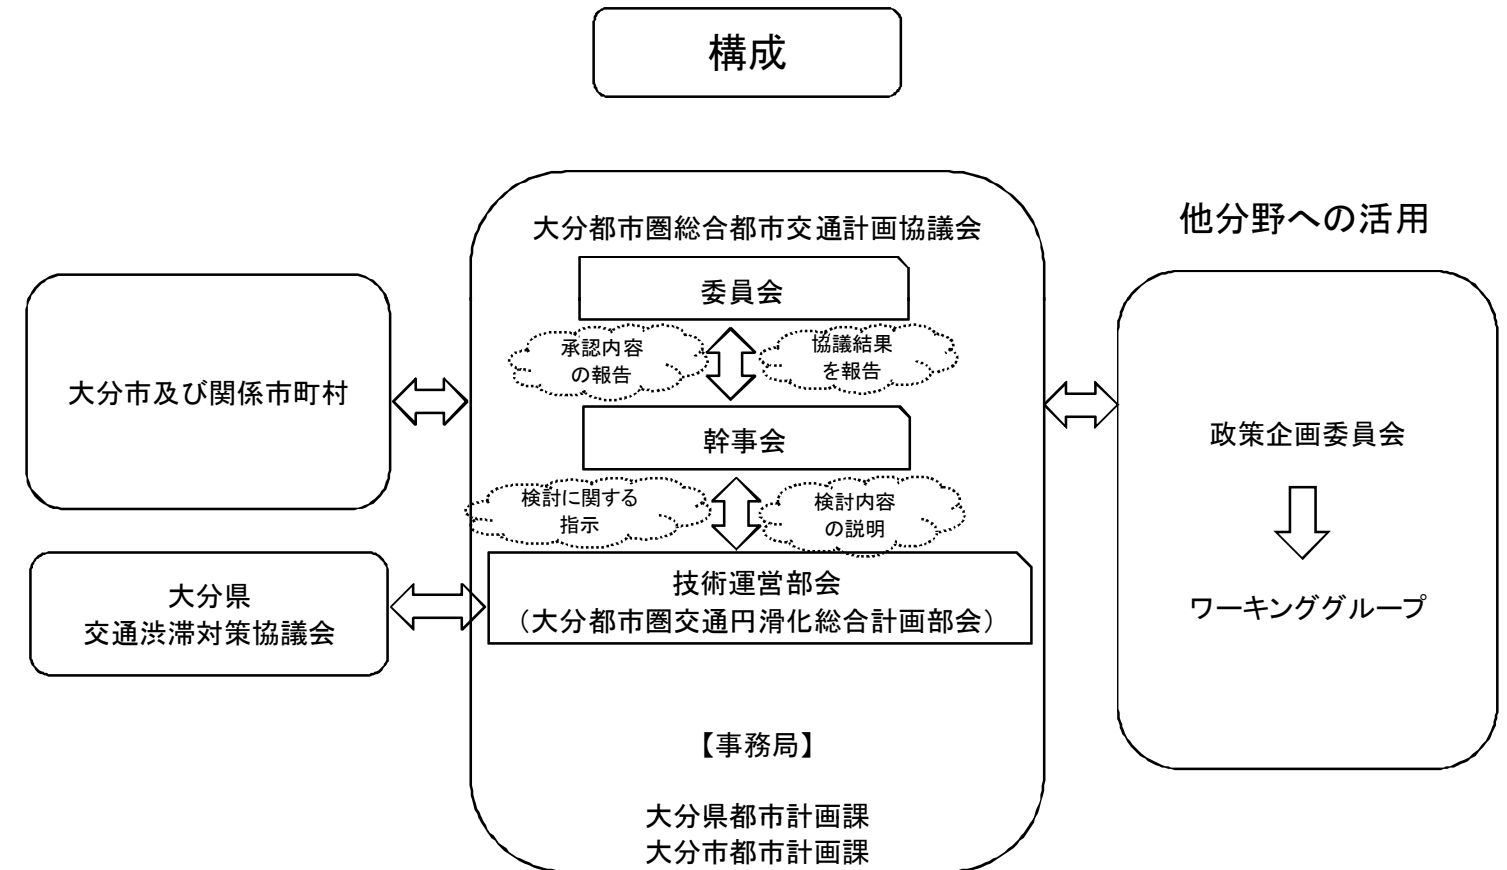 構成
大分都市圏総合都市交通計画協議会
委員会
承認内容
の報告
協議結果
を報告
幹事会
検討に関する
指示
検討内容
の説明
技術運営部会
（大分都市圏交通円滑化総合計画部会）
【事務局】
大分県都市計画課
大分市都市計画課
大分市及び関係市町村
大分県
交通渋滞対策協議会
他分野への活用
政策企画委員会
ワーキンググループ